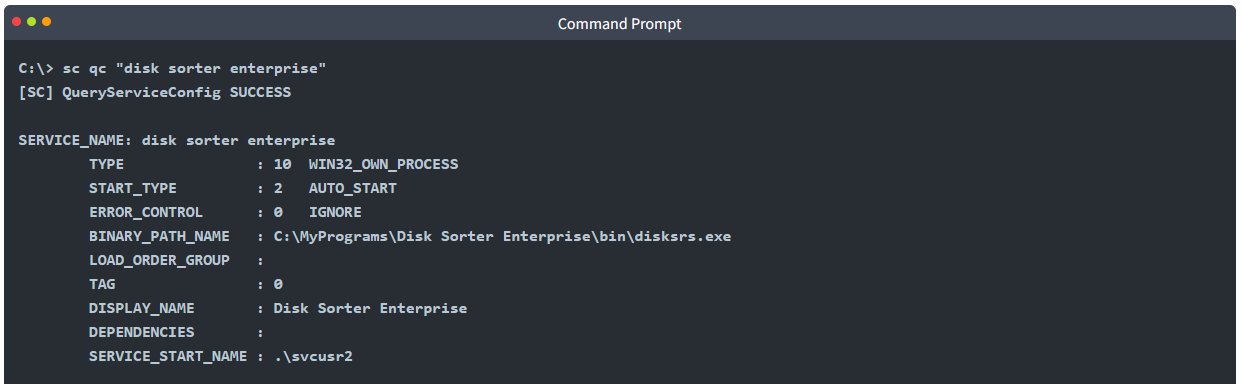 Command Prompt
C:\> sc qc "disk sorter enterprise"
[SC] QueryServiceConfig SUCCESS
SERVICE_NAME: disk sorter enterprise
        TYPE               : 10  WIN32_OWN_PROCESS
        START_TYPE         : 2   AUTO_START
        ERROR_CONTROL      : 0   IGNORE
        BINARY_PATH_NAME   : C:\MyPrograms\Disk Sorter Enterprise\bin\disksrs.exe
        LOAD_ORDER_GROUP   :
        TAG                : 0
        DISPLAY_NAME       : Disk Sorter Enterprise
        DEPENDENCIES       :
        SERVICE_START_NAME : .\svcusr2